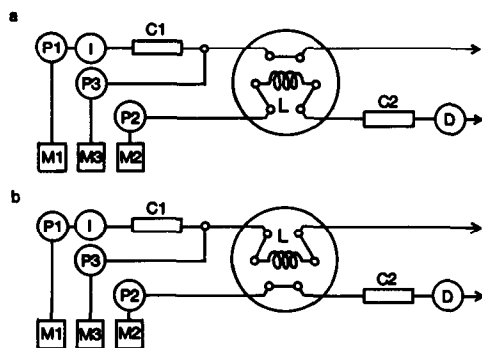 a
P1 I C1
P3
P2 L C2 D
M1 M3 M2
b
P1 I C1
P3 L
P2 C2 D
M1 M3 M2